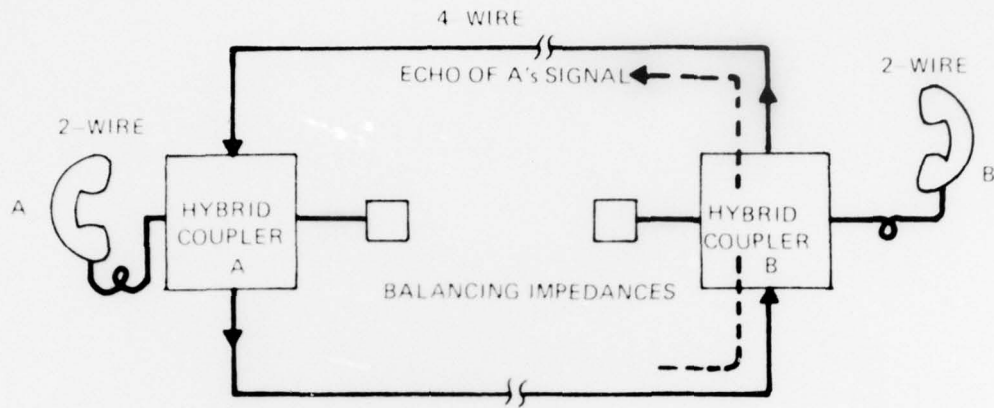 4-WIRE
ECHO OF A's SIGNAL
2-WIRE
2-WIRE
A
B
HYBRID
COUPLER
A
HYBRID
COUPLER
B
BALANCING IMPEDANCES